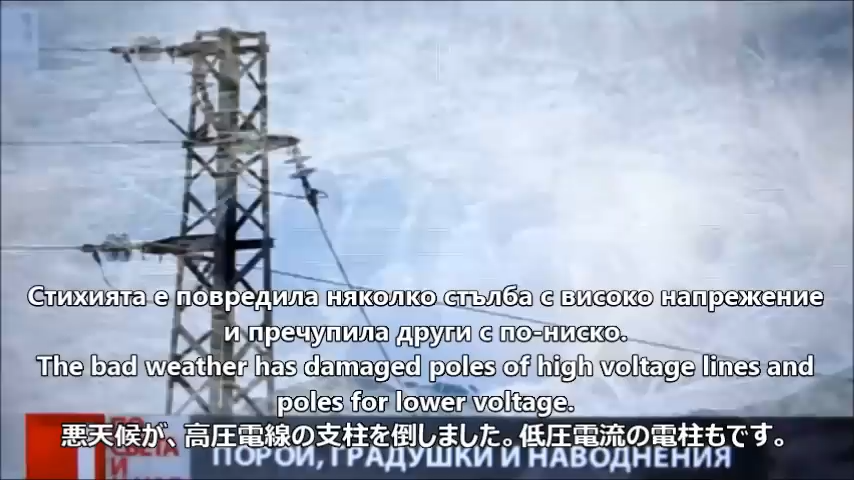 Стихията е повредила няколко стълба с високо напрежение
и пречупила други с по-ниско.
The bad weather has damaged poles of high voltage lines and
poles for lower voltage.
悪天候が、高圧電線の支柱を倒しました。低圧電流の電柱もです。
СВЕТА
И
ПОРОИ, ГРАДУШКИ И НАВОДНЕНИЯ